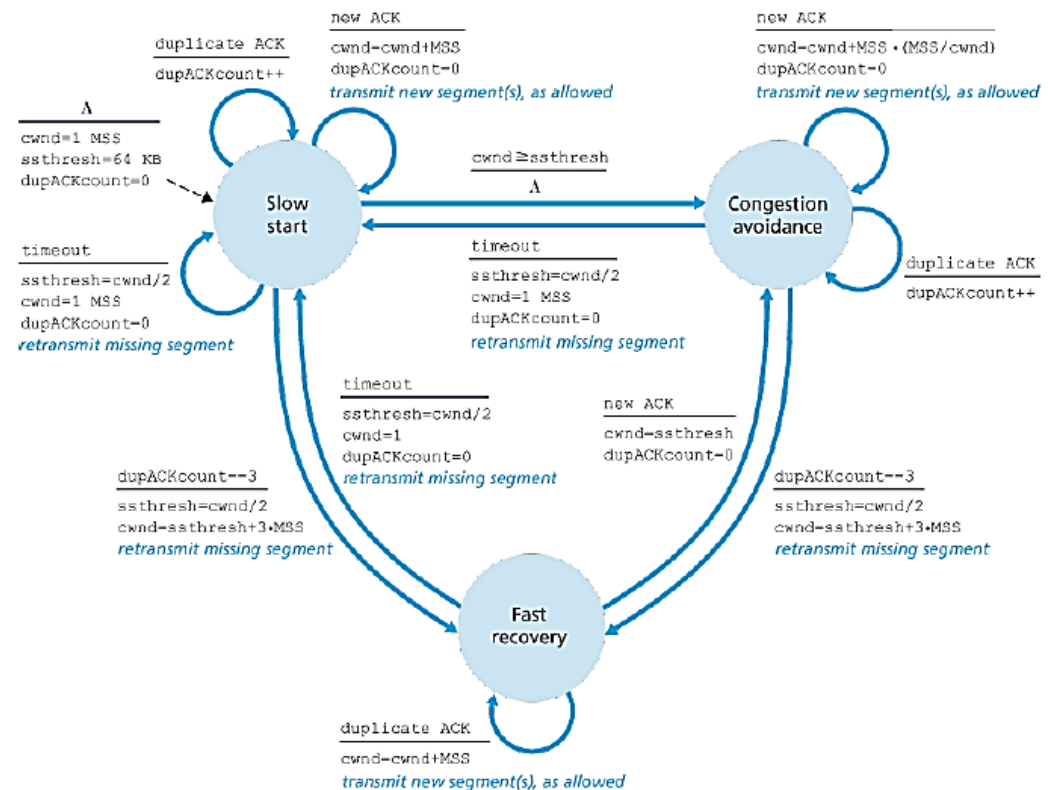 new ACK
cwnd=cwnd+MSS
dupACKcount=0
transmit new segment(s), as allowed
duplicate ACK
dupACKcount++
Λ
cwnd=1 MSS
ssthresh=64 KB
dupACKcount=0
new ACK
cwnd=cwnd+MSS •(MSS/cwnd)
dupACKcount=0
transmit new segment(s), as allowed
Slow
start
cwnd≥ssthresh
Λ
Congestion
avoidance
timeout
ssthresh=cwnd/2
cwnd=1 MSS
dupACKcount=0
retransmit missing segment
timeout
ssthresh=cwnd/2
cwnd=1 MSS
dupACKcount=0
retransmit missing segment
duplicate ACK
dupACKcount++
timeout
ssthresh=cwnd/2
cwnd=1
dupACKcount=0
retransmit missing segment
new ACK
cwnd=ssthresh
dupACKcount=0
dupACKcount==3
ssthresh=cwnd/2
cwnd=ssthresh+3•MSS
retransmit missing segment
dupACKcount==3
ssthresh=cwnd/2
cwnd=ssthresh+3•MSS
retransmit missing segment
Fast
recovery
duplicate ACK
cwnd=cwnd+MSS
transmit new segment(s), as allowed